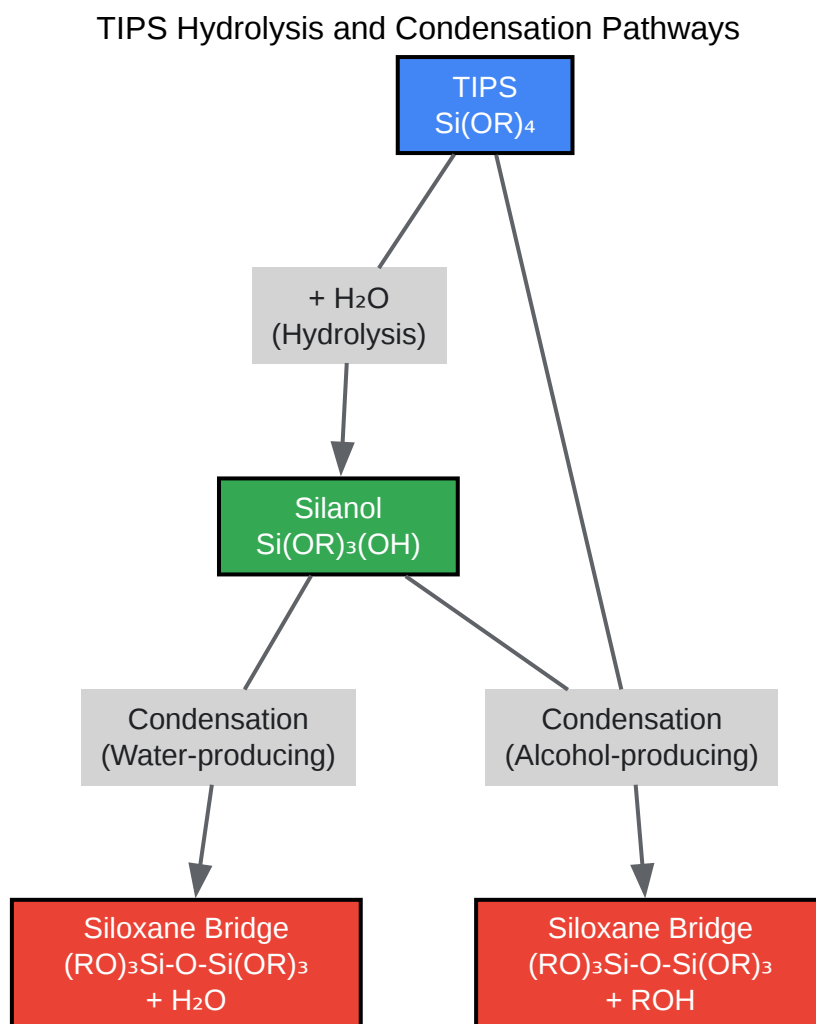 TIPS Hydrolysis and Condensation Pathways
TIPS
Si(OR)₄
+ H₂O
(Hydrolysis)
Silanol
Si(OR)₃(OH)
Condensation
(Water-producing)
Condensation
(Alcohol-producing)
Siloxane Bridge
(RO)₃Si-O-Si(OR)₃
+ H₂O
Siloxane Bridge
(RO)₃Si-O-Si(OR)₃
+ ROH